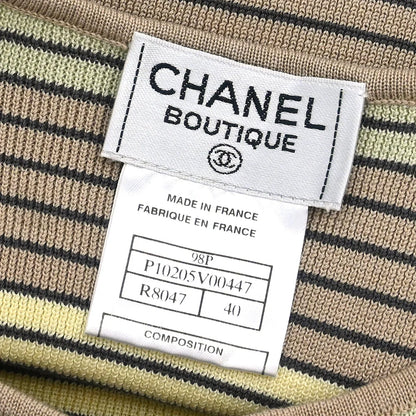 CHANEL
BOUTIQUE
MADE IN FRANCE
FABRIQUE EN FRANCE
98P
P10205V00447
R8047 40
COMPOSITION